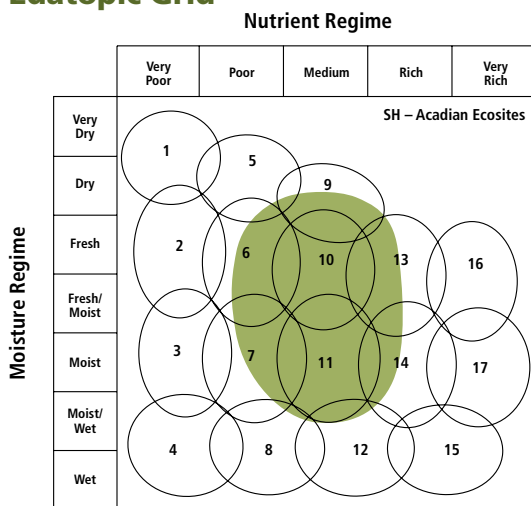 Edatopic Grid
Nutrient Regime
Very Poor
Poor
Medium
Rich
Very Rich
SH – Acadian Ecosites
Moisture Regime
Very Dry
Dry
Fresh
Fresh/Moist
Moist
Moist/Wet
Wet
1
5
9
2
6
10
13
16
3
7
11
14
17
4
8
12
15